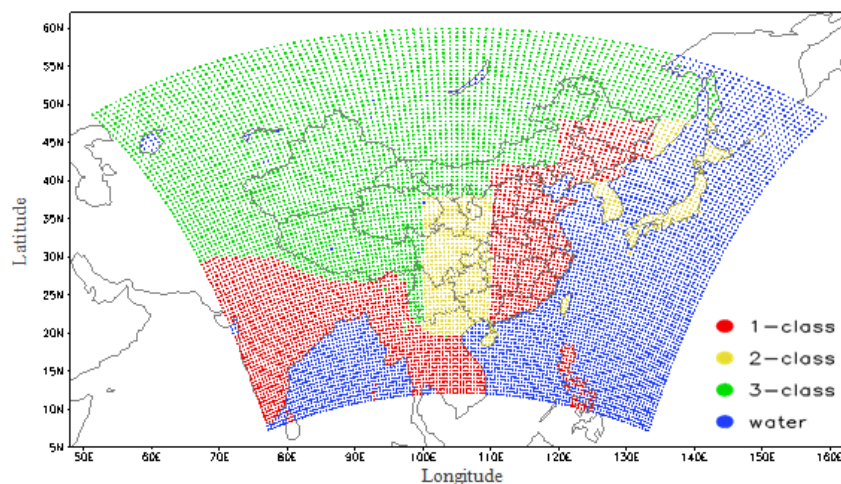 60N
55N
50N
45N
40N
35N
30N
25N
20N
15N
10N
5N
50E 60E 70E 80E 90E 100E 110E 120E 130E 140E 150E 160E
Latitude
Longitude
1-class
2-class
3-class
water